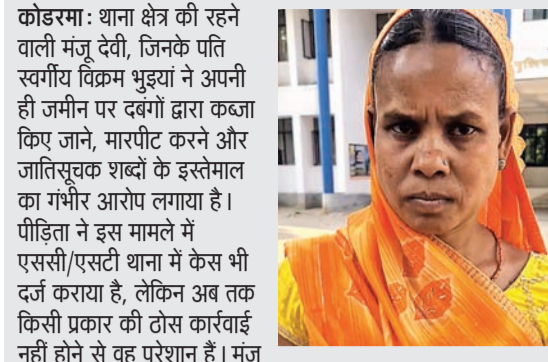 कोडरमा: थाना क्षेत्र की रहने
वाली मंजू देवी, जिनके पति
स्वर्गीय विक्रम भुइयां ने अपनी
ही जमीन पर दबंगों द्वारा कब्जा
किए जाने, मारपीट करने और
जातिसूचक शब्दों के इस्तेमाल
का गंभीर आरोप लगाया है।
पीड़िता ने इस मामले में
एससी/एसटी थाना में केस भी
दर्ज कराया है, लेकिन अब तक
किसी प्रकार की ठोस कार्रवाई
नहीं होने से वह परेशान हैं। मंजू